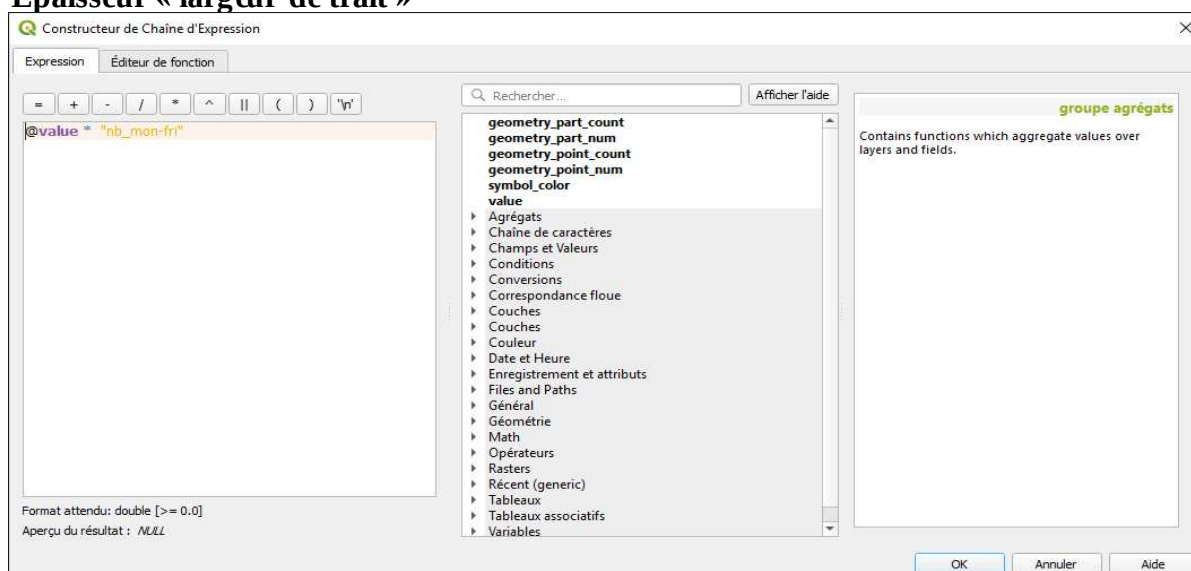 Epaisseur « largeur de trait »
Constructeur de Chaîne d'Expression
Expression
Éditeur de fonction
= + - / * ^ || ( ) '\n'
@value * "nb_mon-fri"
Format attendu: double [>= 0.0]
Aperçu du résultat : NULL
Rechercher...
Afficher l'aide
geometry_part_count
geometry_part_num
geometry_point_count
geometry_point_num
symbol_color
value
Agrégats
Chaîne de caractères
Champs et Valeurs
Conditions
Conversions
Correspondance floue
Couches
Couches
Couleur
Date et Heure
Enregistrement et attributs
Files and Paths
Général
Géométrie
Math
Opérateurs
Rasters
Récent (generic)
Tableaux
Tableaux associatifs
Variables
groupe agrégats
Contains functions which aggregate values over
layers and fields.
OK
Annuler
Aide